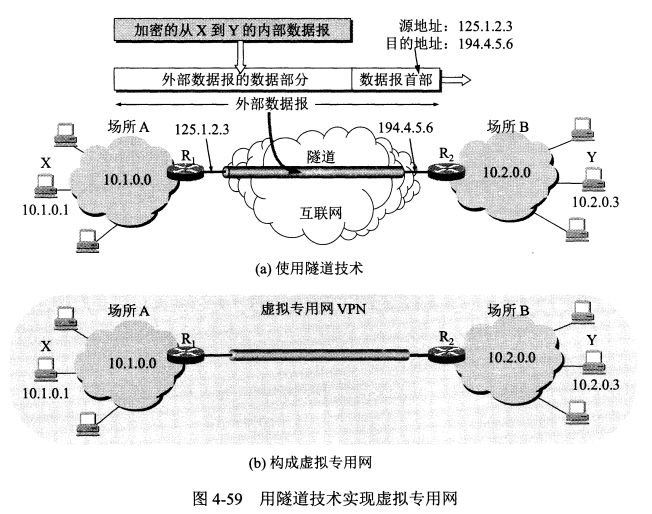 加密的从 X 到 Y 的内部数据报
源地址：125.1.2.3
目的地址：194.4.5.6
外部数据报的数据部分
数据报首部
外部数据报
场所 A
125.1.2.3
隧道
194.4.5.6
场所 B
X
R1
R2
Y
10.1.0.0
10.2.0.0
10.1.0.1
互联网
10.2.0.3
(a) 使用隧道技术
场所 A
虚拟专用网 VPN
场所 B
X
R1
R2
Y
10.1.0.0
10.2.0.0
10.1.0.1
10.2.0.3
(b) 构成虚拟专用网
图 4-59 用隧道技术实现虚拟专用网